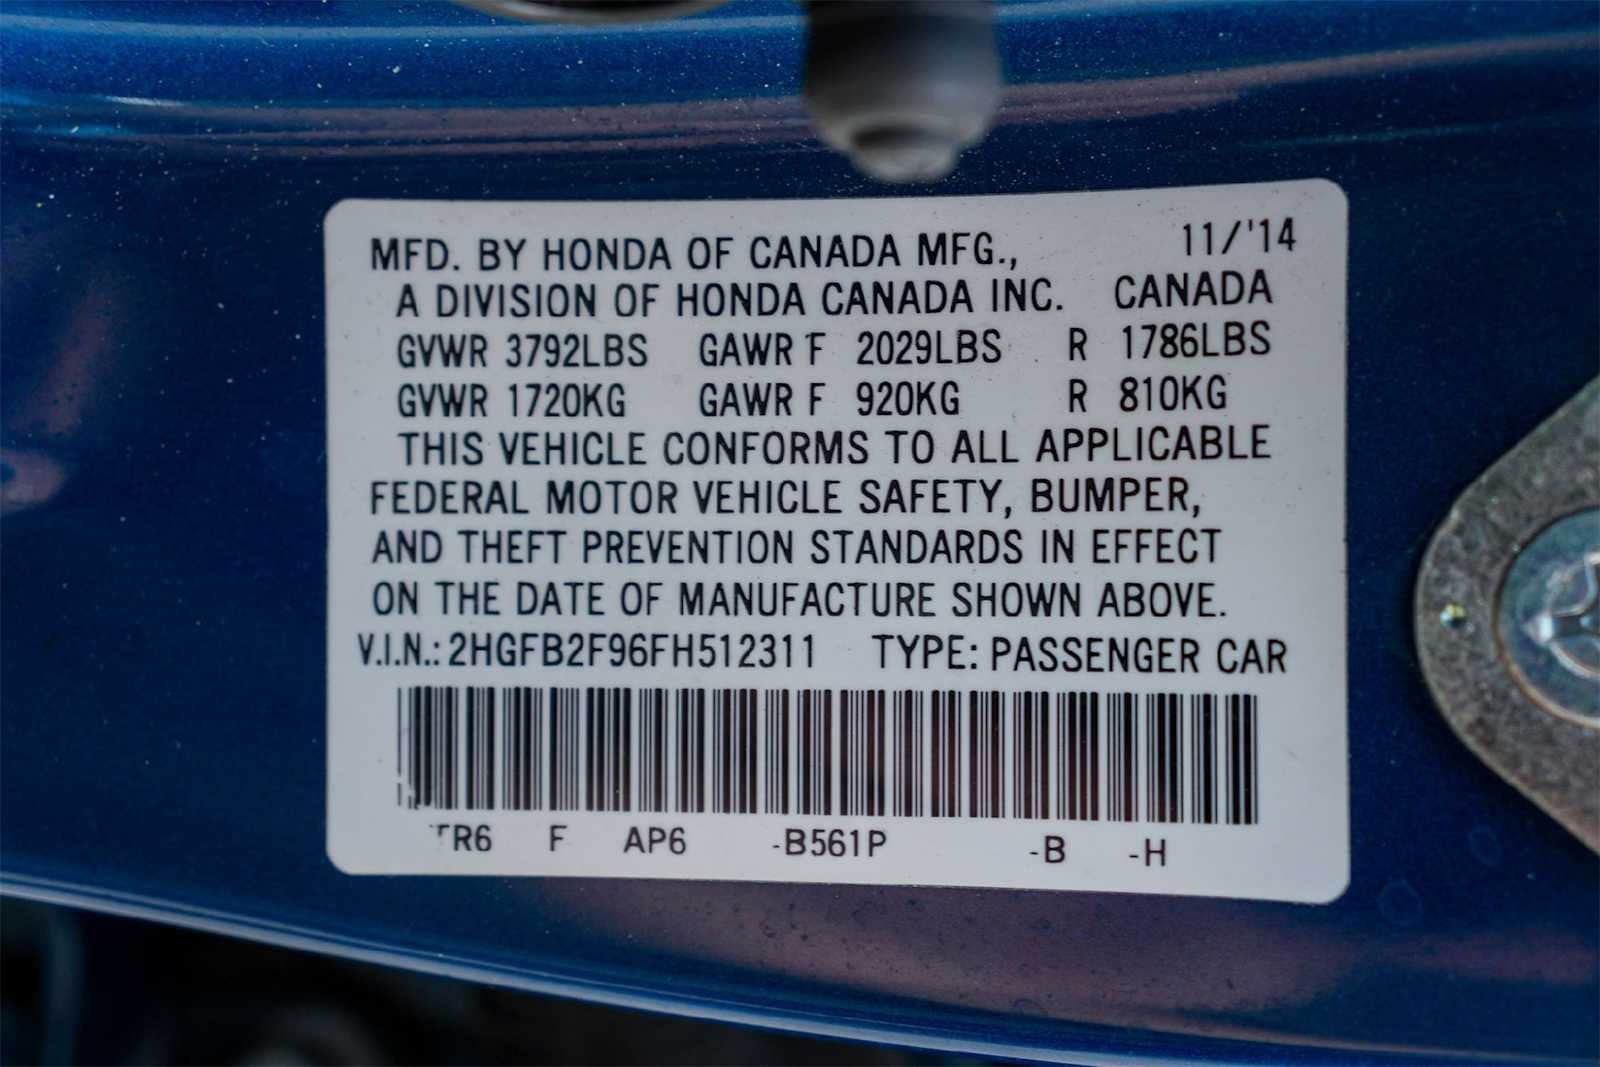 MFD. BY HONDA OF CANADA MFG., 11/'14
A DIVISION OF HONDA CANADA INC. CANADA
GVWR 3792LBS GAWR F 2029LBS R 1786LBS
GVWR 1720KG GAWR F 920KG R 810KG
THIS VEHICLE CONFORMS TO ALL APPLICABLE
FEDERAL MOTOR VEHICLE SAFETY, BUMPER,
AND THEFT PREVENTION STANDARDS IN EFFECT
ON THE DATE OF MANUFACTURE SHOWN ABOVE.
V.I.N.: 2HGFB2F96FH512311 TYPE: PASSENGER CAR
TR6 F AP6 -B561P -B -H